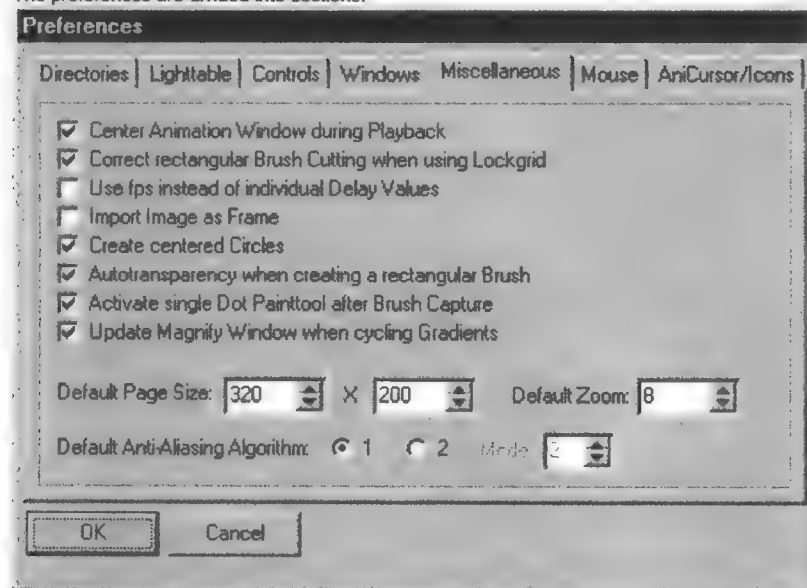 The preferences are divided into sections.
Preferences
Directories Lighttable Controls Windows Miscellaneous Mouse AniCursor/Icons
Center Animation Window during Playback
Correct rectangular Brush Cutting when using Lockgrid
Use fps instead of individual Delay Values
Import Image as Frame
Create centered Circles
Autotransparency when creating a rectangular Brush
Activate single Dot Painttool after Brush Capture
Update Magnify Window when cycling Gradients
Default Page Size: 320 X 200 Default Zoom: 8
Default Anti-Aliasing Algorithm: 1 2 Mode
OK Cancel